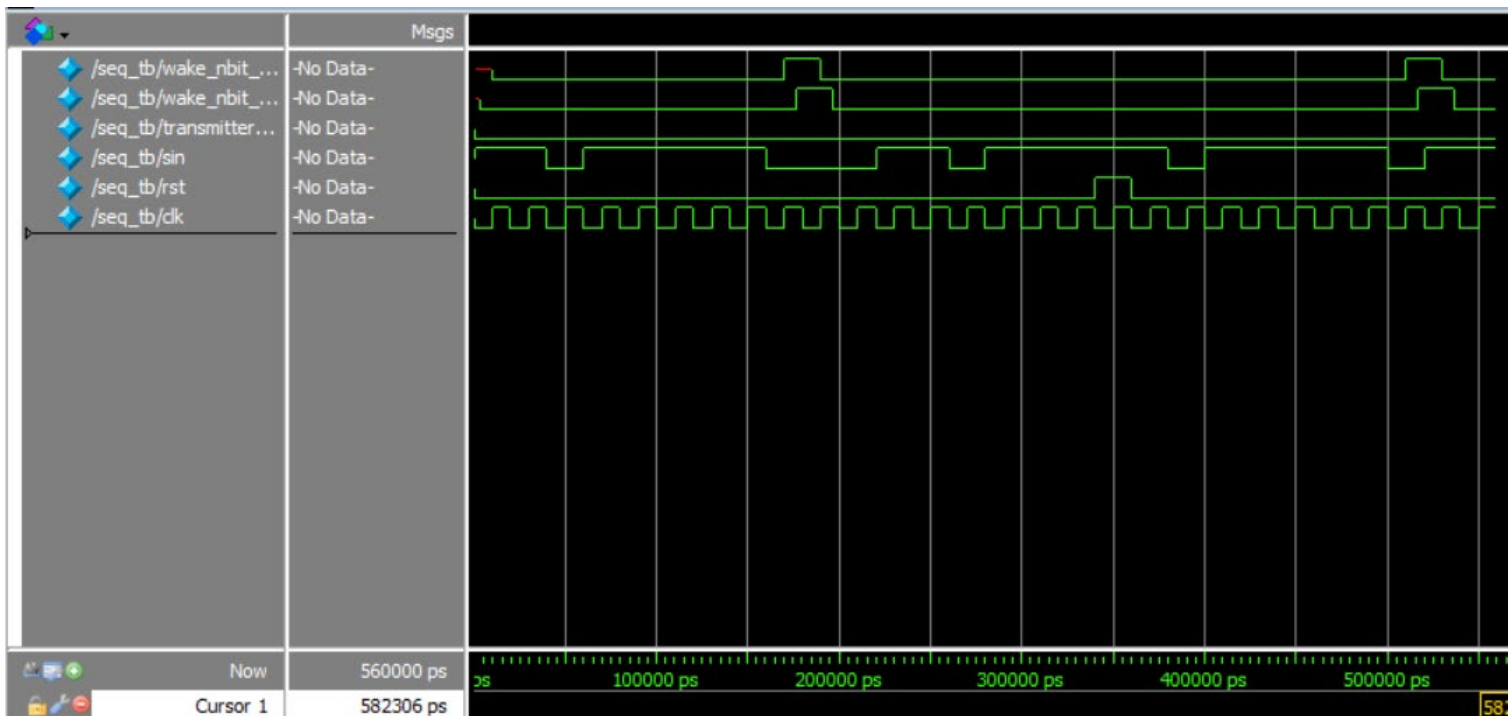 Msgs
/seq_tb/wake_nbit_... -No Data-
/seq_tb/wake_nbit_... -No Data-
/seq_tb/transmitter... -No Data-
/seq_tb/sin -No Data-
/seq_tb/rst -No Data-
/seq_tb/clk -No Data-
Now 560000 ps ps 100000 ps 200000 ps 300000 ps 400000 ps 500000 ps
Cursor 1 582306 ps 582